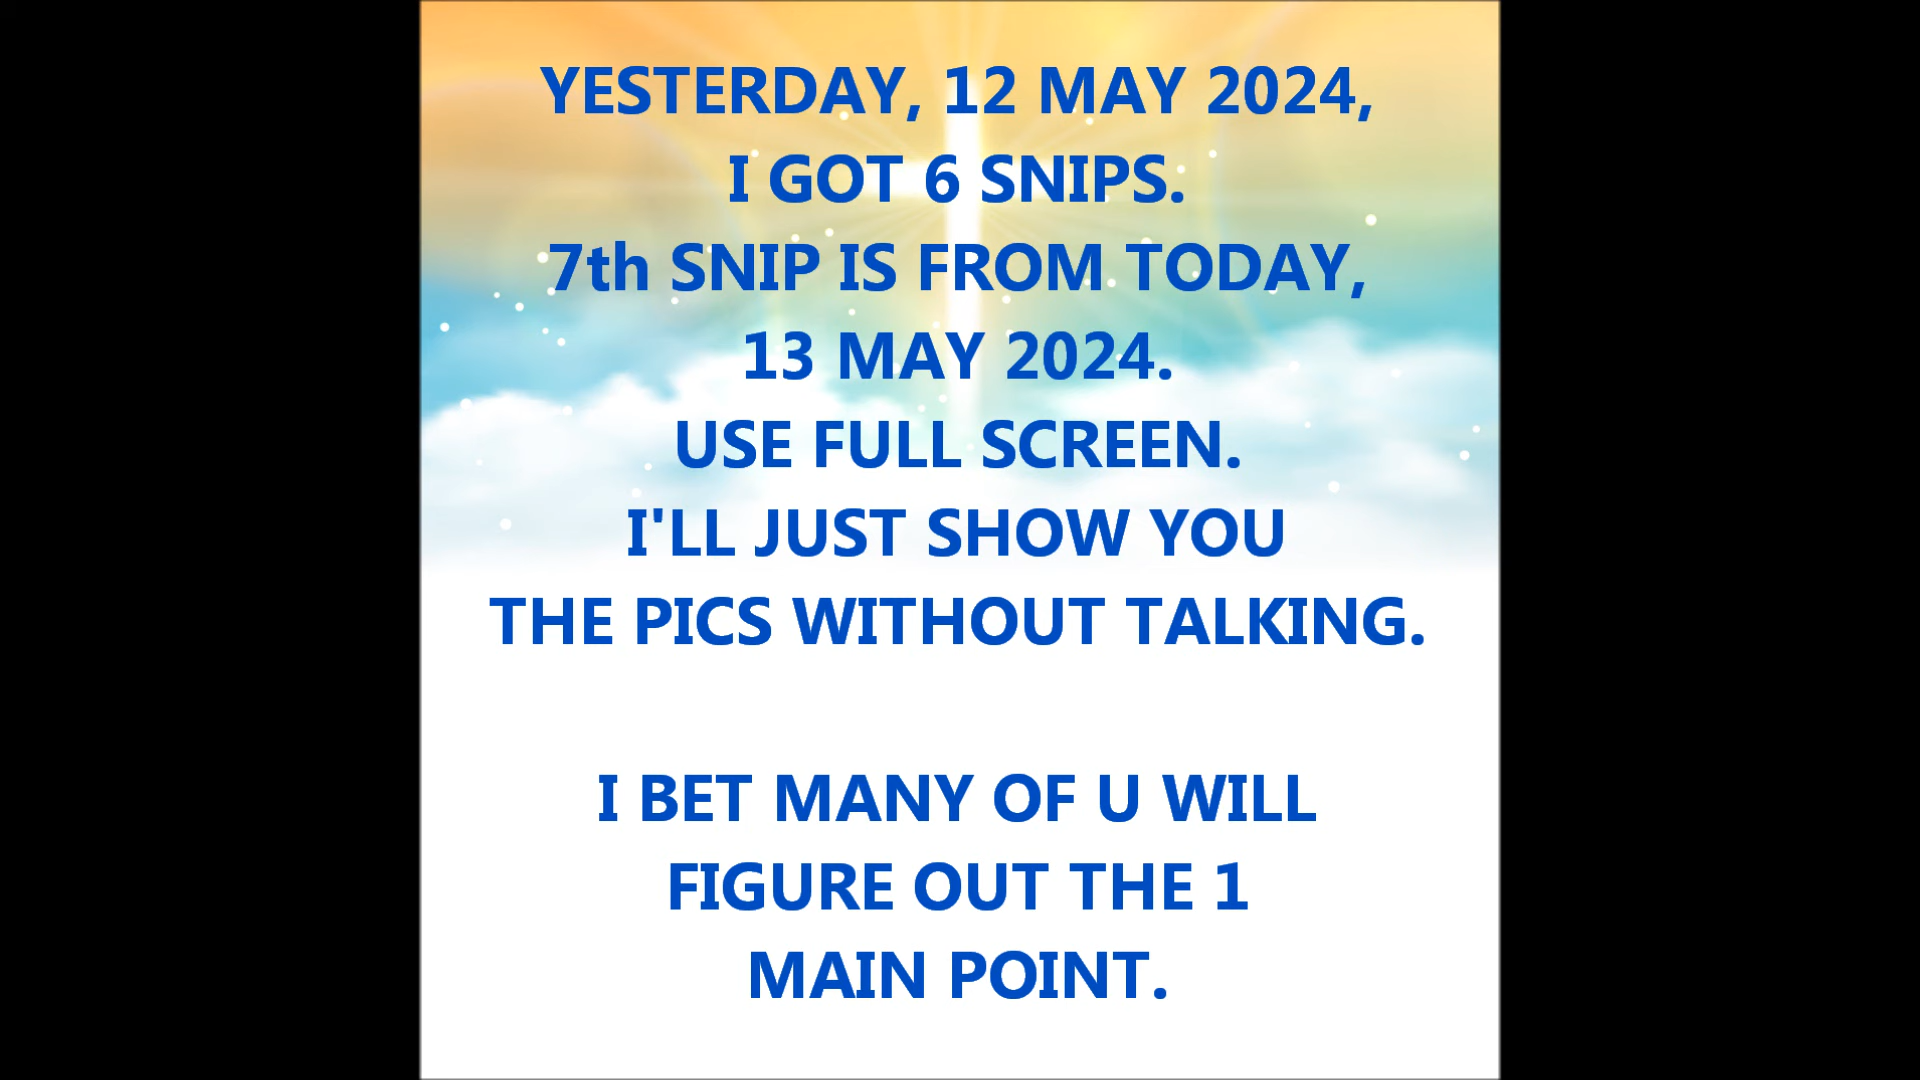 YESTERDAY, 12 MAY 2024,
I GOT 6 SNIPS.
7th SNIP IS FROM TODAY,
13 MAY 2024.
USE FULL SCREEN.
I'LL JUST SHOW YOU
THE PICS WITHOUT TALKING.
I BET MANY OF U WILL
FIGURE OUT THE 1
MAIN POINT.